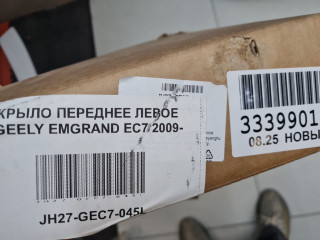 КРЫЛО ПЕРЕДНЕЕ ЛЕВОЕ
GEELY EMGRAND EC7 2009-
JH27-GEC7-045L
3339901
08.25 НОВЫ